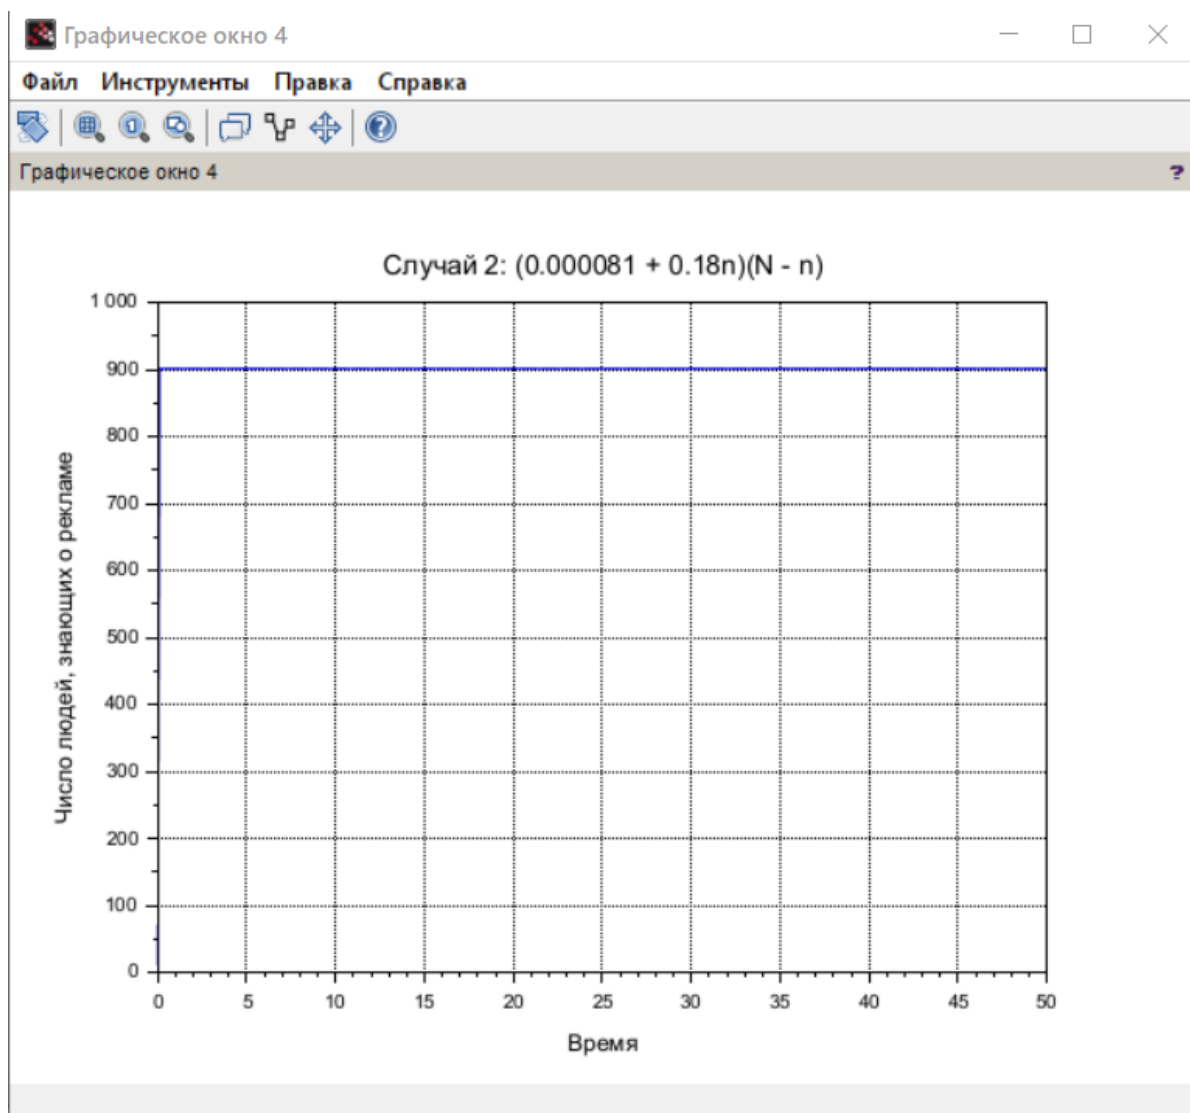 Графическое окно 4
Файл Инструменты Правка Справка
Графическое окно 4 ?
Случай 2: (0.000081 + 0.18n)(N - n)
1 000
900
800
700
600
500
400
300
200
100
0
Число людей, знающих о рекламе
0 5 10 15 20 25 30 35 40 45 50
Время